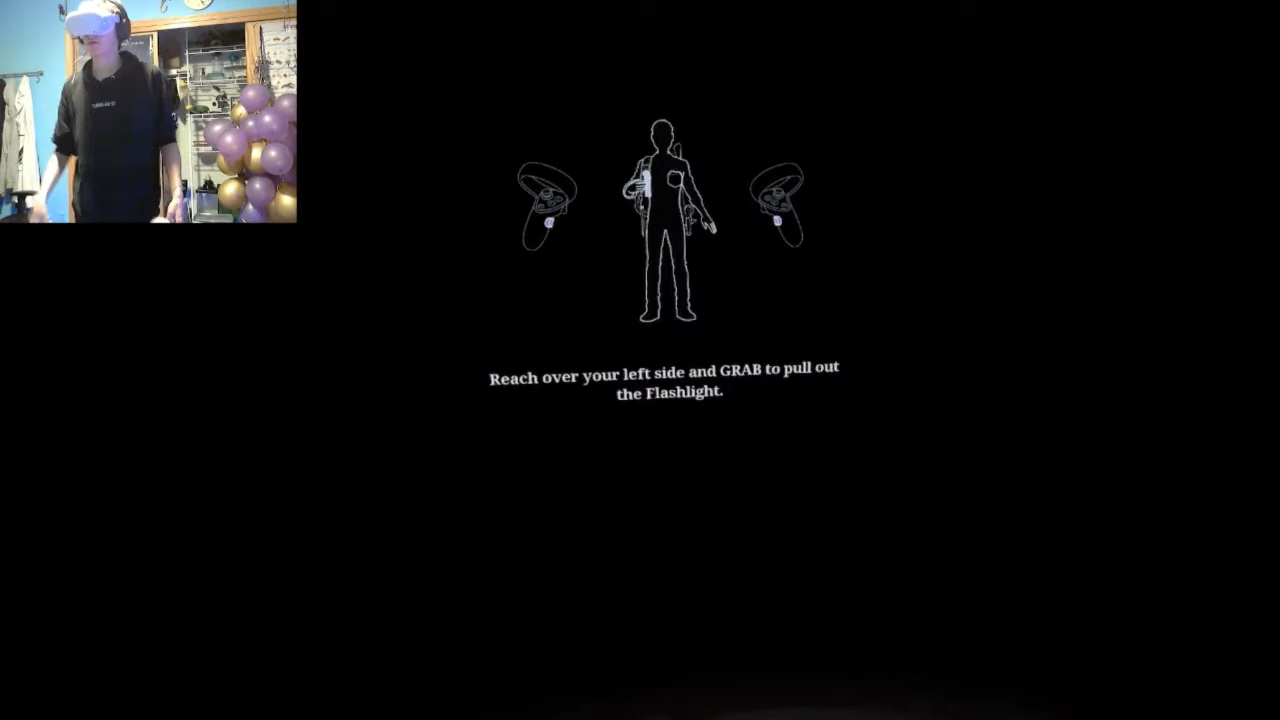 Reach over your left side and GRAB to pull out
the Flashlight.